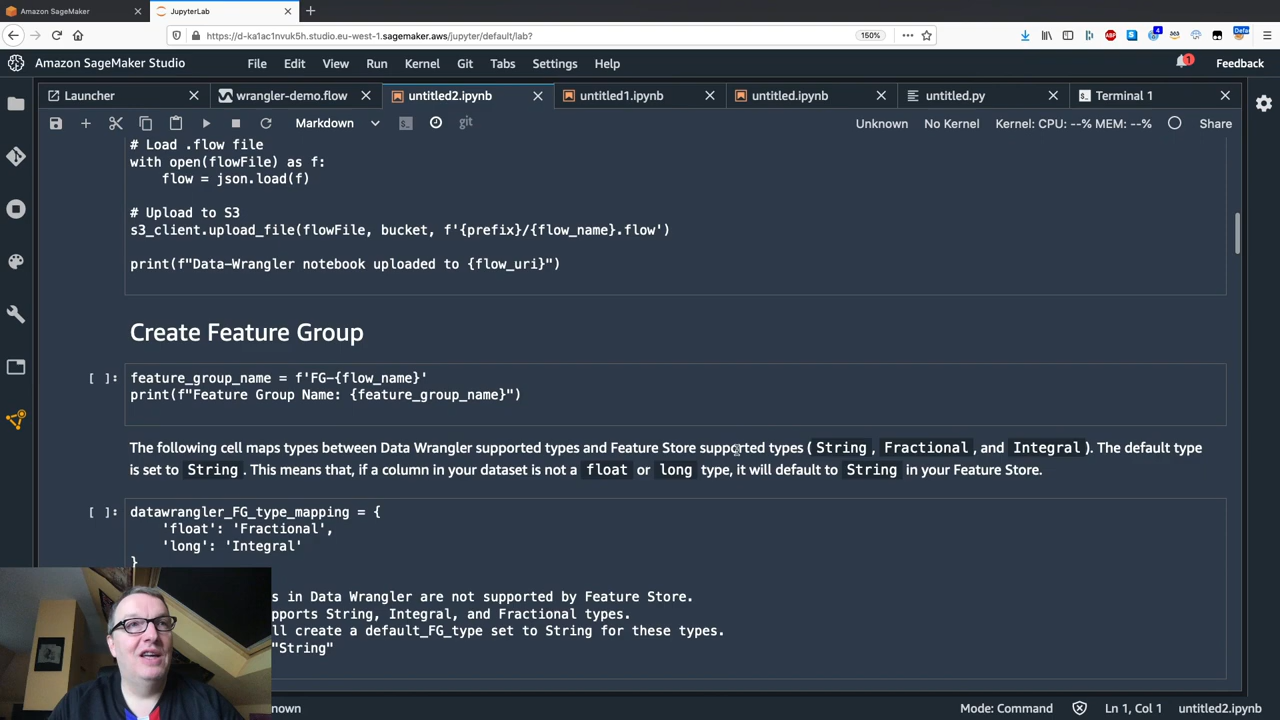 Amazon SageMaker
JupyterLab
https://d-ka1ac1nvuk5h.studio.eu-west-1.sagemaker.aws/jupyter/default/lab?
150%
Amazon SageMaker Studio
File Edit View Run Kernel Git Tabs Settings Help
1
Feedback
Launcher
wrangler-demo.flow
untitled2.ipynb
untitled1.ipynb
untitled.ipynb
untitled.py
Terminal 1
Markdown
git
Unknown
No Kernel
Kernel: CPU: --% MEM: --%
Share
# Load .flow file
with open(flowFile) as f:
    flow = json.load(f)
# Upload to S3
s3_client.upload_file(flowFile, bucket, f'{prefix}/{flow_name}.flow')
print(f"Data-Wrangler notebook uploaded to {flow_uri}")
Create Feature Group
[ ]:
feature_group_name = f'FG-{flow_name}'
print(f"Feature Group Name: {feature_group_name}")
The following cell maps types between Data Wrangler supported types and Feature Store supported types ( String , Fractional , and Integral ). The default type
is set to String . This means that, if a column in your dataset is not a float or long type, it will default to String in your Feature Store.
[ ]:
datawrangler_FG_type_mapping = {
    'float': 'Fractional',
    'long': 'Integral'
}
s in Data Wrangler are not supported by Feature Store.
pports String, Integral, and Fractional types.
ll create a default_FG_type set to String for these types.
"String"
nown
Mode: Command
Ln 1, Col 1
untitled2.ipynb